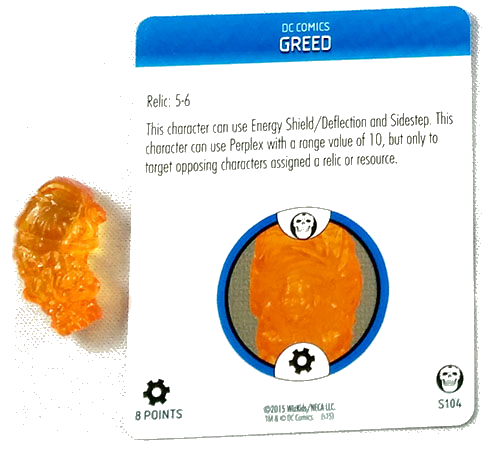 DC COMICS
GREED
Relic: 5-6
This character can use Energy Shield/Deflection and Sidestep. This
character can use Perplex with a range value of 10, but only to
target opposing characters assigned a relic or resource.
8 POINTS
©2015 WizKids/NECA LLC.
TM & © DC Comics (s15)
S104